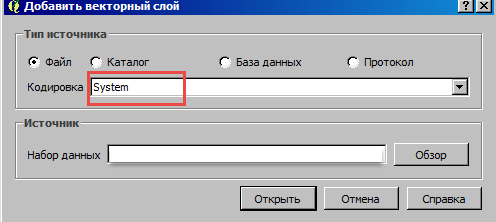 Добавить векторный слой
Тип источника
Файл Каталог База данных Протокол
Кодировка System
Источник
Набор данных Обзор
Открыть Отмена Справка